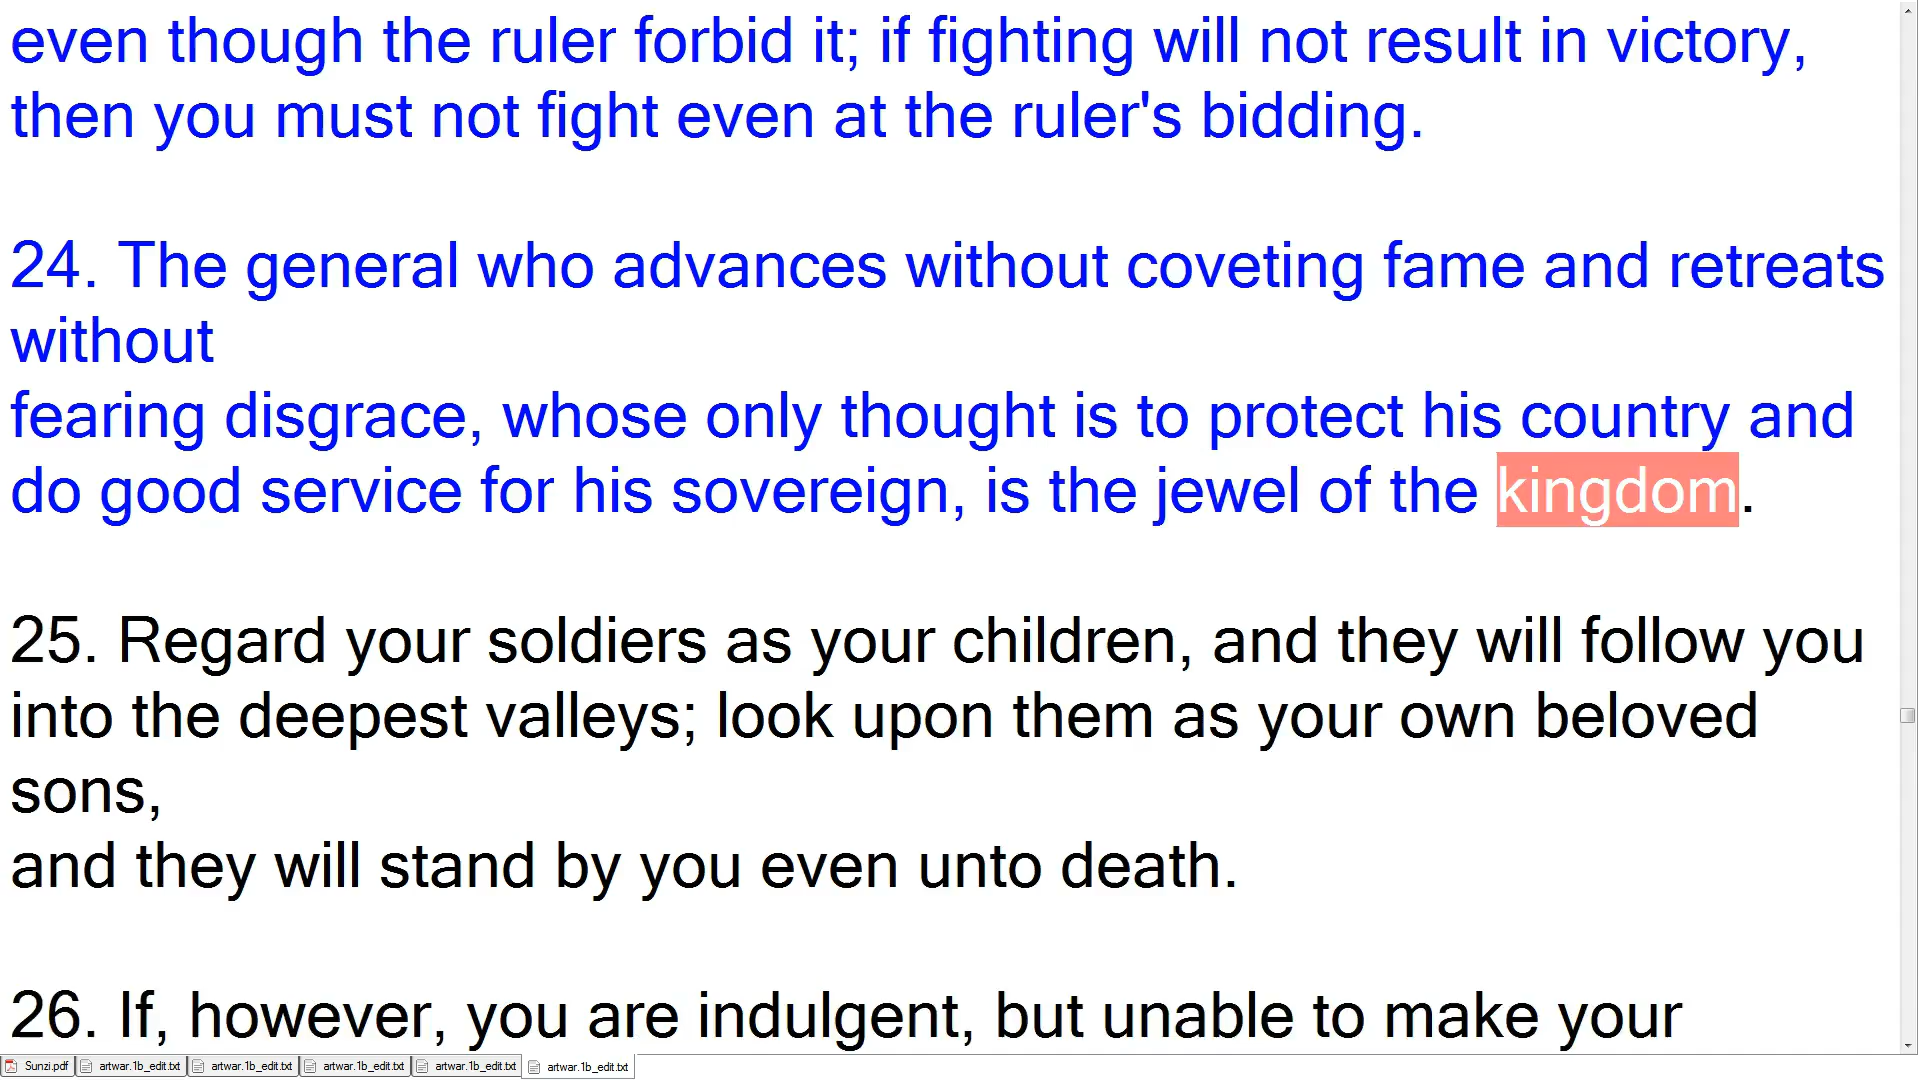 even though the ruler forbid it; if fighting will not result in victory,
then you must not fight even at the ruler's bidding.
24. The general who advances without coveting fame and retreats
without
fearing disgrace, whose only thought is to protect his country and
do good service for his sovereign, is the jewel of the kingdom.
25. Regard your soldiers as your children, and they will follow you
into the deepest valleys; look upon them as your own beloved
sons,
and they will stand by you even unto death.
26. If, however, you are indulgent, but unable to make your
Sunzi.pdf artwar.1b_edit.txt artwar.1b_edit.txt artwar.1b_edit.txt artwar.1b_edit.txt artwar.1b_edit.txt